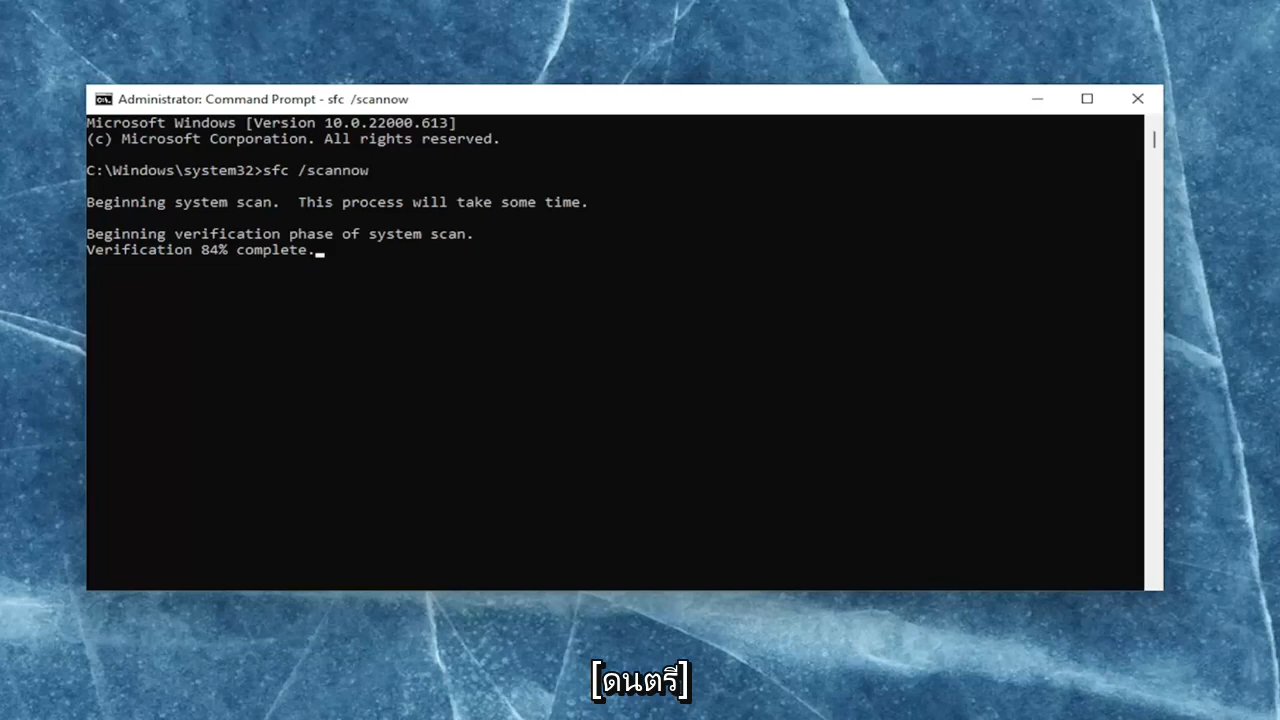 Administrator: Command Prompt - sfc  /scannow
Microsoft Windows [Version 10.0.22000.613]
(c) Microsoft Corporation. All rights reserved.
C:\Windows\system32>sfc /scannow
Beginning system scan.  This process will take some time.
Beginning verification phase of system scan.
Verification 84% complete.
[ดนตรี]